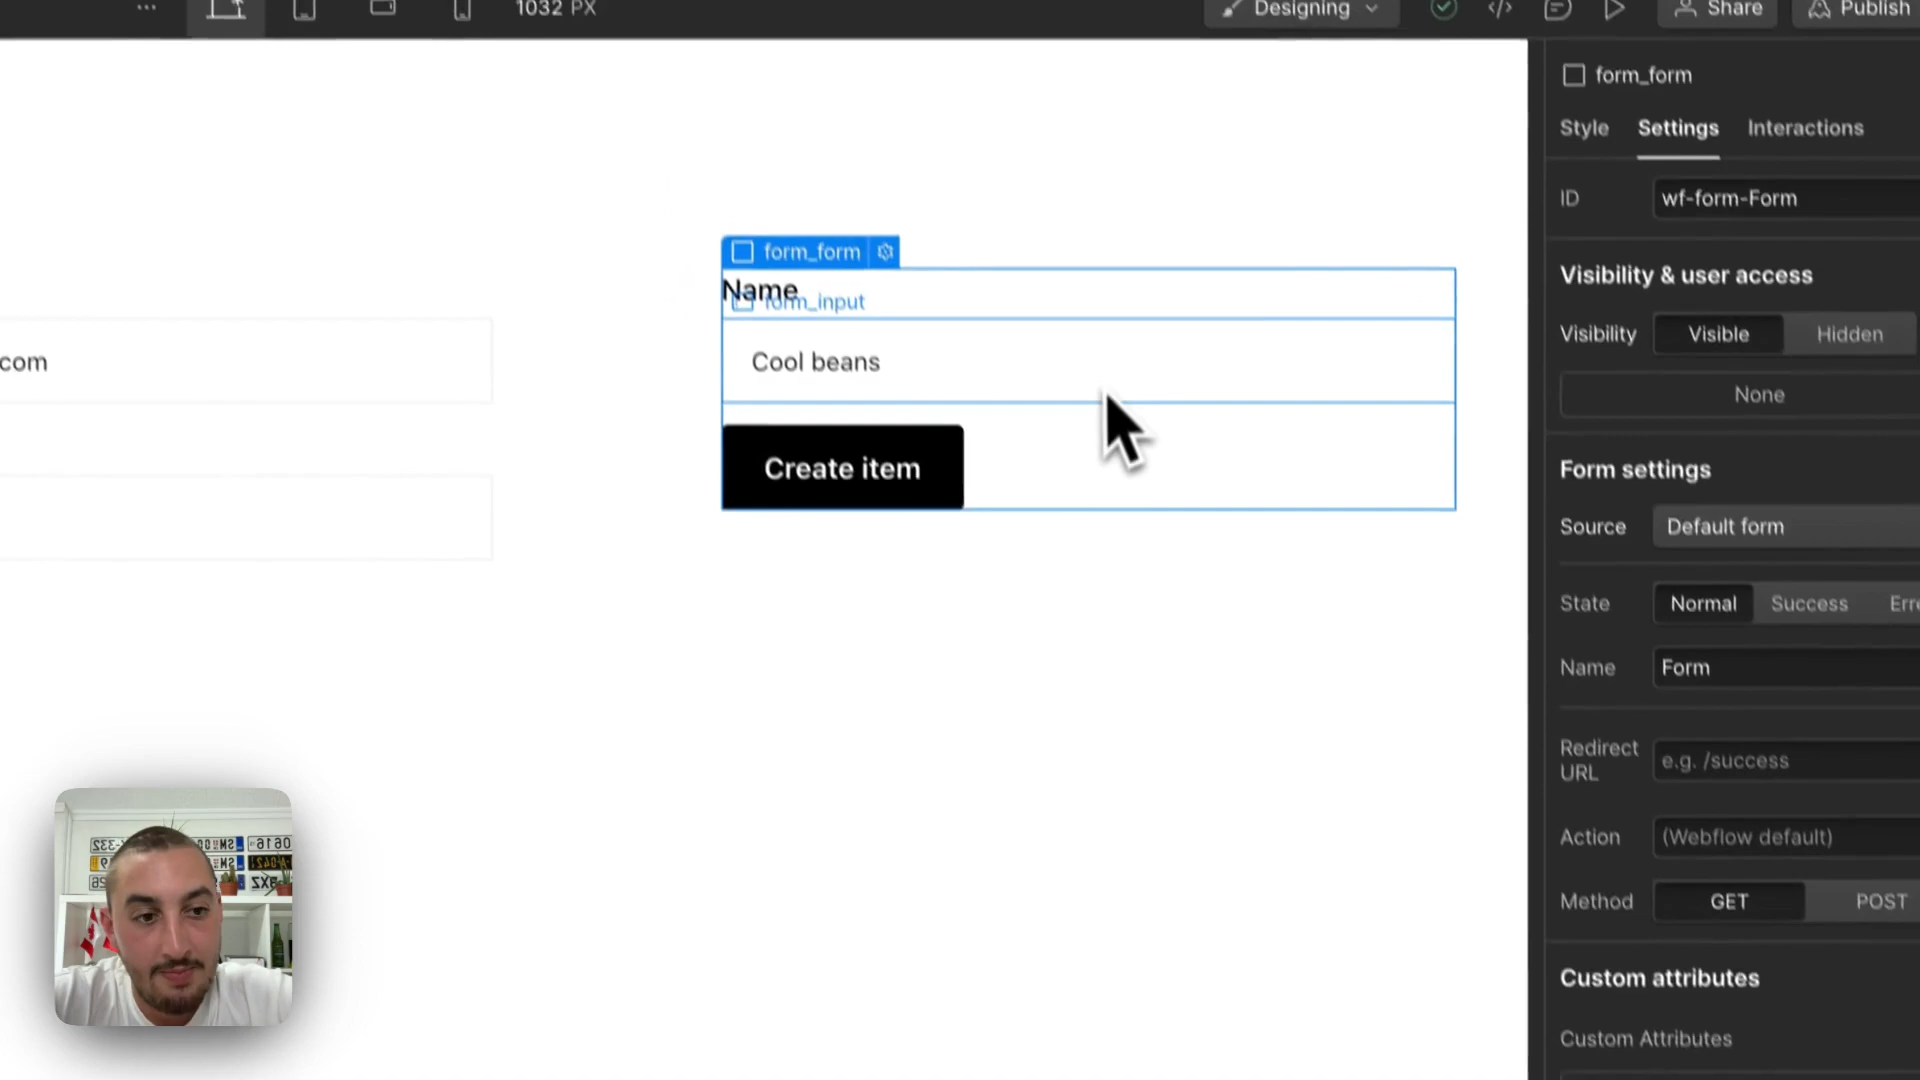 1032 PX
Designing
Share
Publish
form_form
Style Settings Interactions
ID wf-form-Form
Visibility & user access
Visibility Visible Hidden
None
Form settings
Source Default form
State Normal Success Erre
Name Form
Redirect URL e.g. /success
Action (Webflow default)
Method GET POST
Custom attributes
Custom Attributes
form_form
Name
form_input
Cool beans
Create item
com